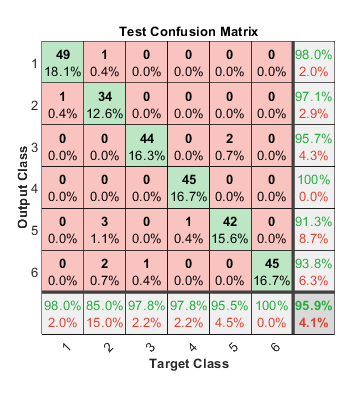 Test Confusion Matrix
Output Class
1 49 1 0 0 0 0 98.0%
18.1% 0.4% 0.0% 0.0% 0.0% 0.0% 2.0%
2 1 34 0 0 0 0 97.1%
0.4% 12.6% 0.0% 0.0% 0.0% 0.0% 2.9%
3 0 0 44 0 2 0 95.7%
0.0% 0.0% 16.3% 0.0% 0.7% 0.0% 4.3%
4 0 0 0 45 0 0 100%
0.0% 0.0% 0.0% 16.7% 0.0% 0.0% 0.0%
5 0 3 0 1 42 0 91.3%
0.0% 1.1% 0.0% 0.4% 15.6% 0.0% 8.7%
6 0 2 1 0 0 45 93.8%
0.0% 0.7% 0.4% 0.0% 0.0% 16.7% 6.3%
98.0% 85.0% 97.8% 97.8% 95.5% 100% 95.9%
2.0% 15.0% 2.2% 2.2% 4.5% 0.0% 4.1%
1 2 3 4 5 6
Target Class